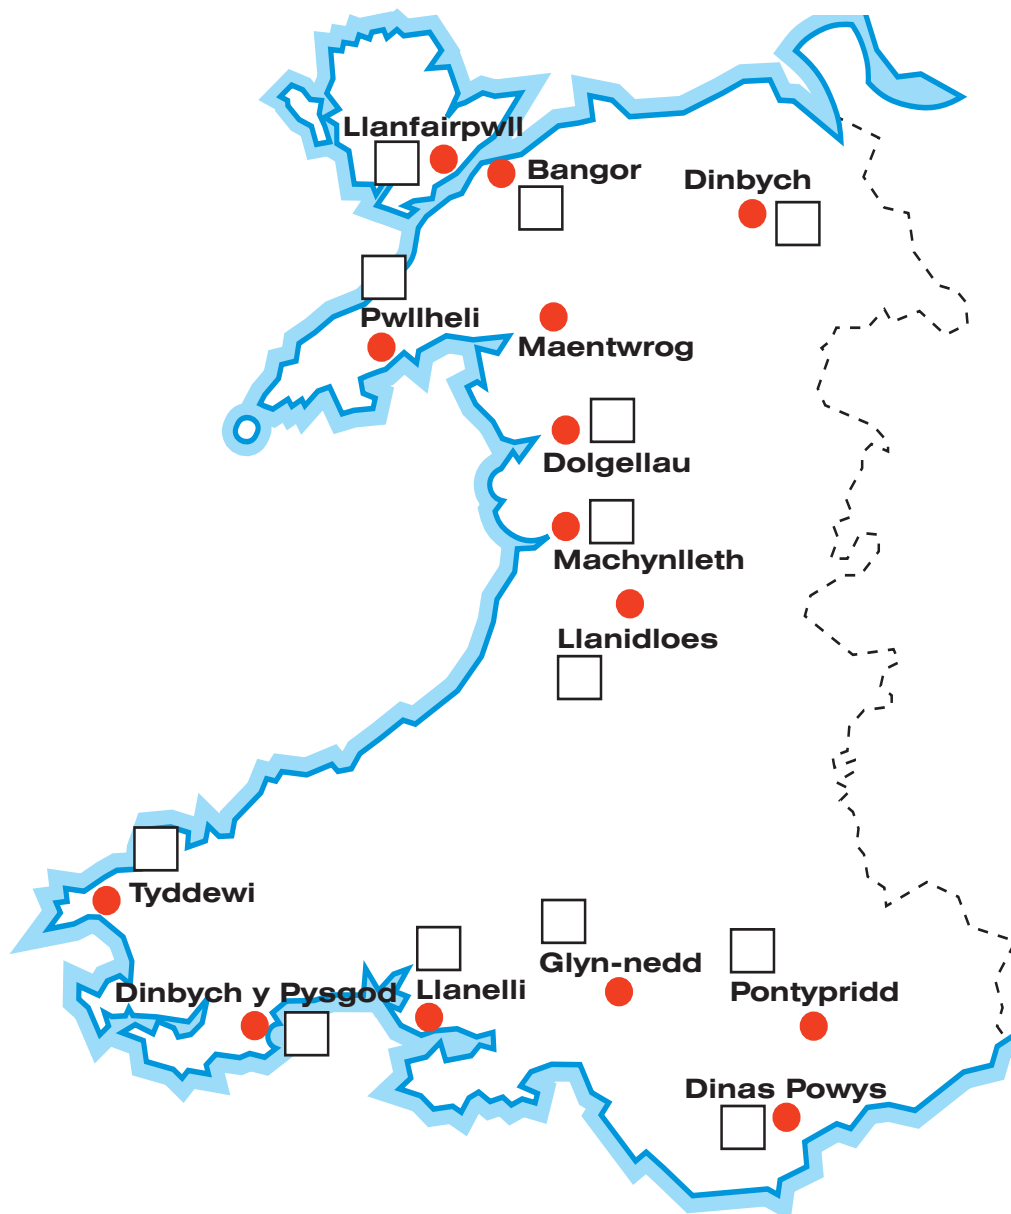 Llanfairpwll
Bangor
Dinbych
Pwllheli
Maentwrog
Dolgellau
Machynlleth
Llanidloes
Tyddewi
Glyn-nedd
Dinbych y Pysgod
Llanelli
Pontypridd
Dinas Powys